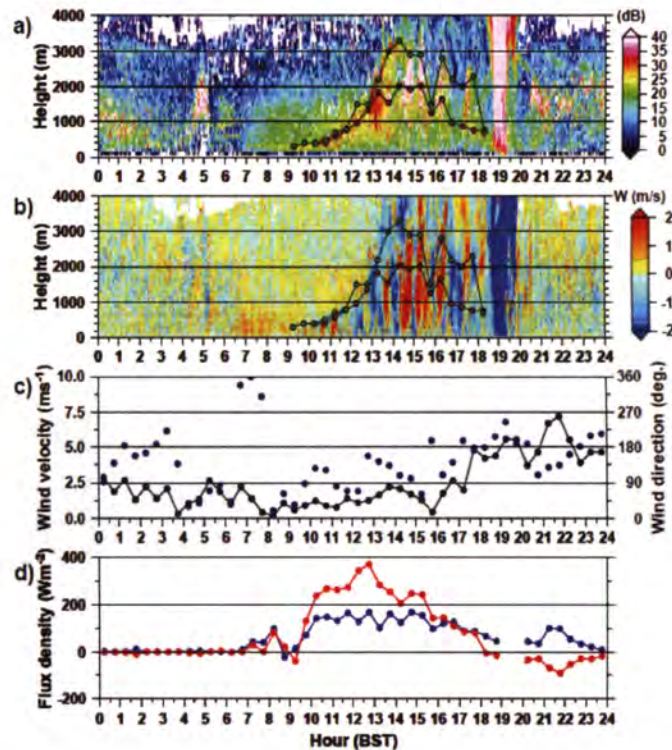 a)
Height (m)
4000
3000
2000
1000
0
0 1 2 3 4 5 6 7 8 9 10 11 12 13 14 15 16 17 18 19 20 21 22 23 24
(dB)
40
35
30
25
20
15
10
5
0
b)
Height (m)
4000
3000
2000
1000
0
0 1 2 3 4 5 6 7 8 9 10 11 12 13 14 15 16 17 18 19 20 21 22 23 24
W (m/s)
2
1
0
-1
-2
c)
Wind velocity (ms⁻¹)
10.0
7.5
5.0
2.5
0.0
0 1 2 3 4 5 6 7 8 9 10 11 12 13 14 15 16 17 18 19 20 21 22 23 24
360
270
180
90
0
Wind direction (deg.)
d)
Flux density (Wm⁻²)
400
200
0
-200
0 1 2 3 4 5 6 7 8 9 10 11 12 13 14 15 16 17 18 19 20 21 22 23 24
Hour (BST)